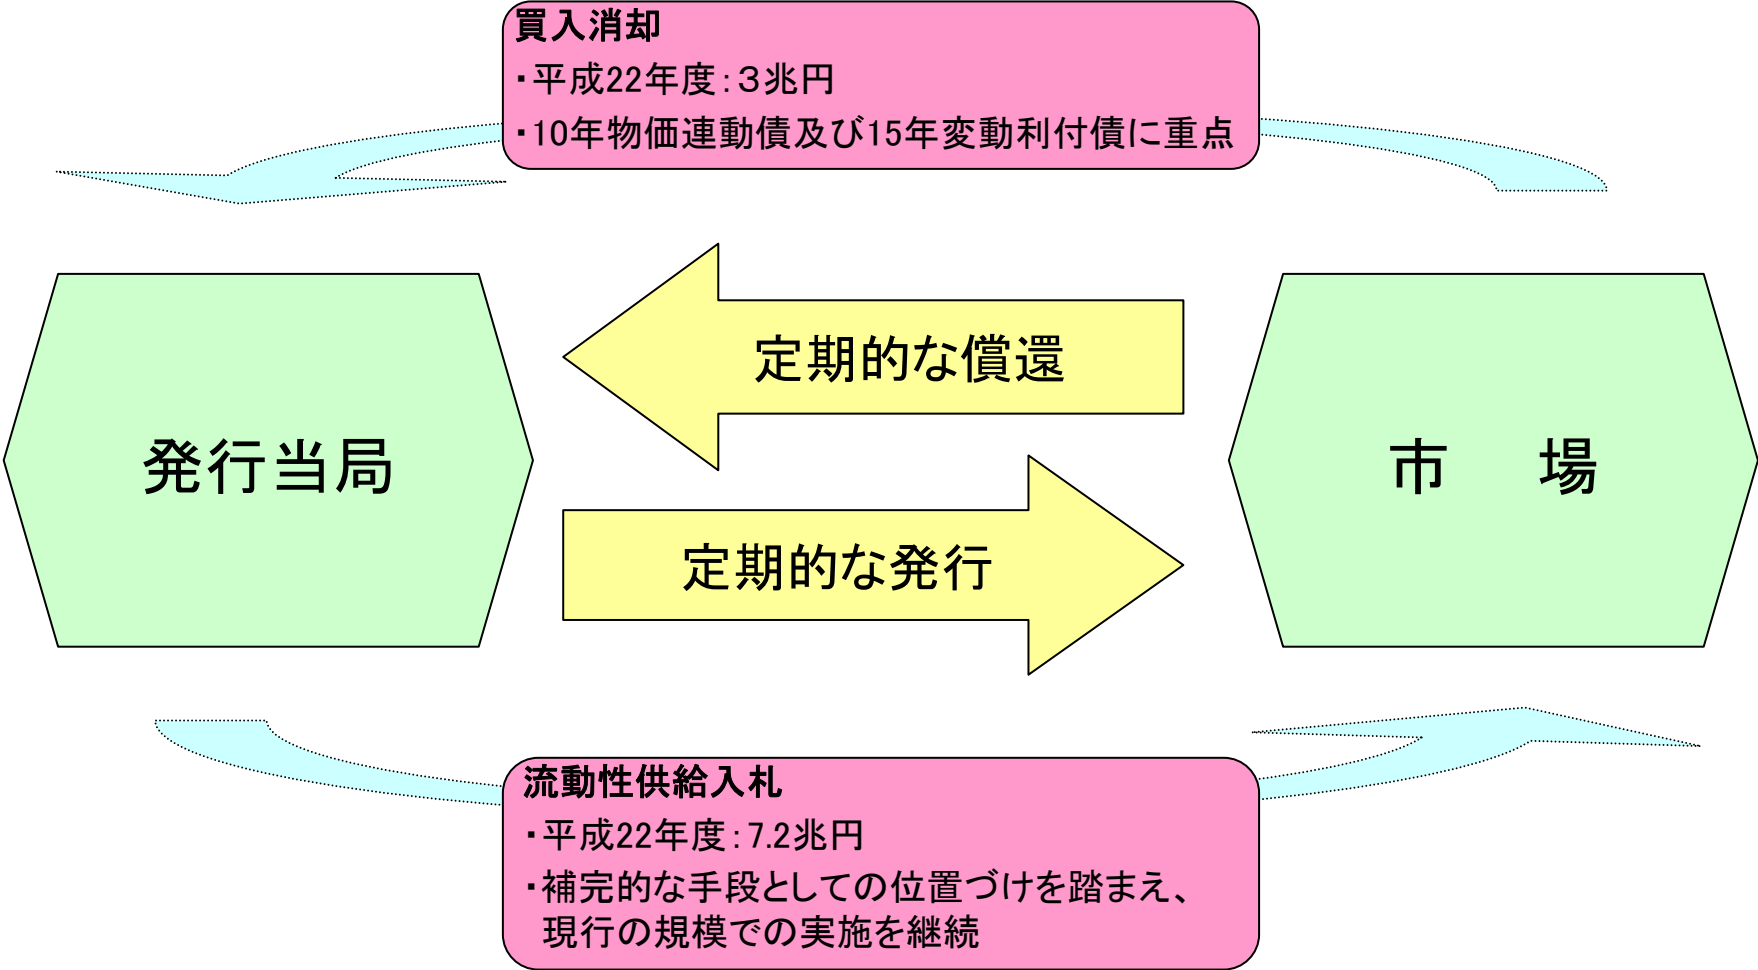 買入消却
・平成22年度：３兆円
・10年物価連動債及び15年変動利付債に重点
定期的な償還
発行当局
市　場
定期的な発行
流動性供給入札
・平成22年度：7.2兆円
・補完的な手段としての位置づけを踏まえ、
現行の規模での実施を継続